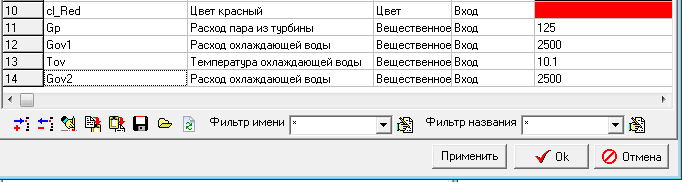 10 cl_Red Цвет красный Цвет Вход
11 Gp Расход пара из турбины Вещественное Вход 125
12 Gov1 Расход охлаждающей воды Вещественное Вход 2500
13 Tov Температура охлаждающей воды Вещественное Вход 10.1
14 Gov2 Расход охлаждающей воды Вещественное Вход 2500
Фильтр имени * Фильтр названия *
Применить Ok Отмена